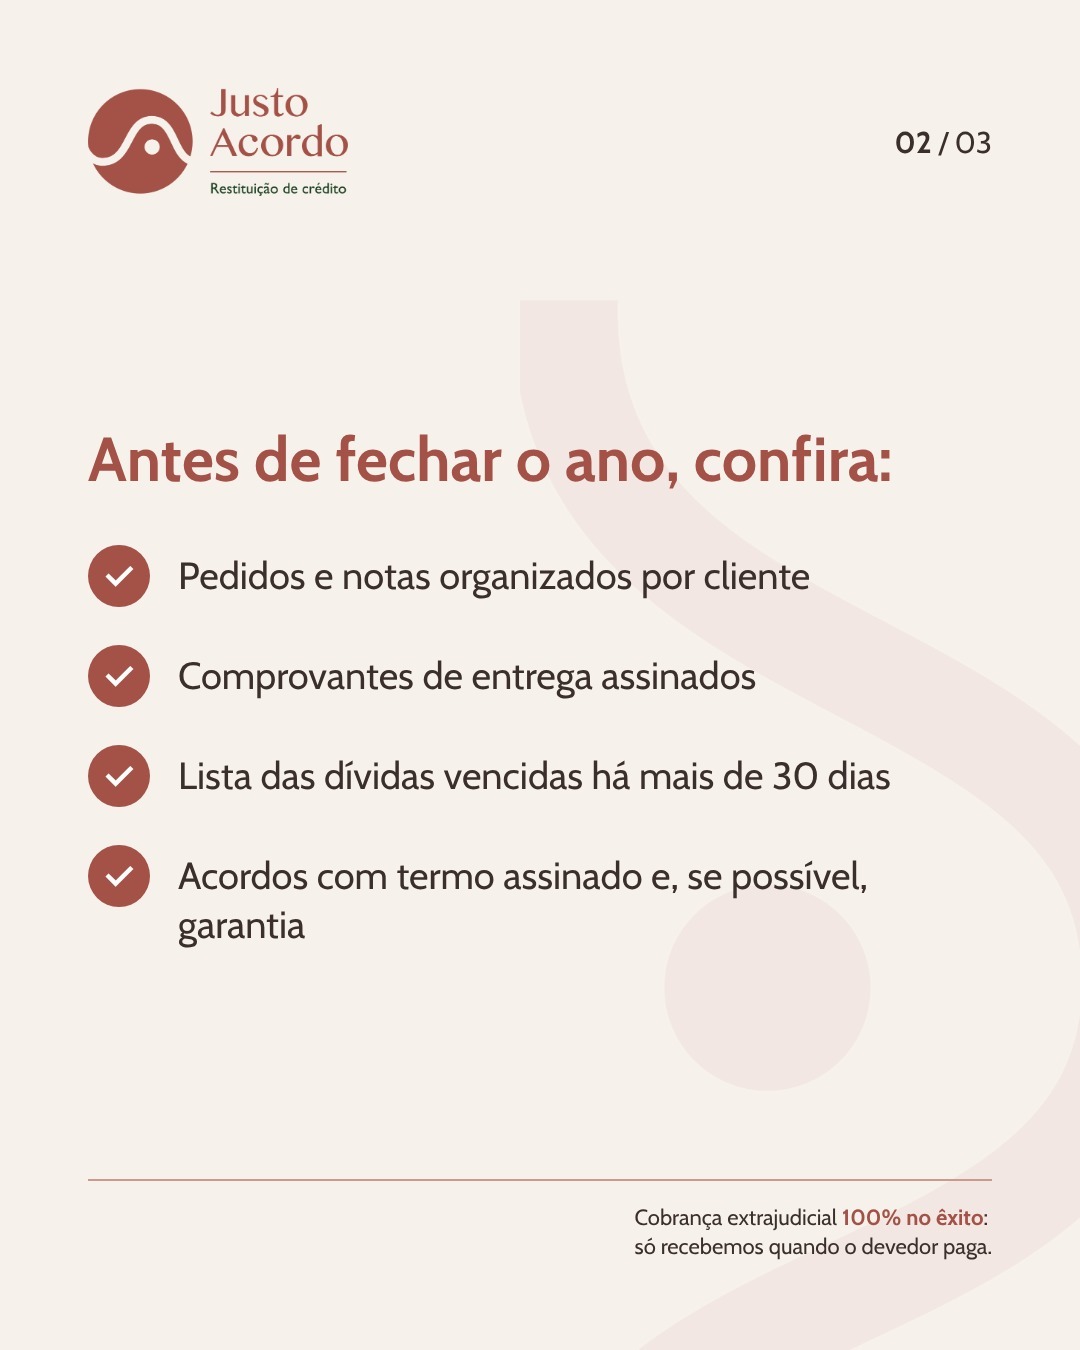 Justo
Acordo
Restituição de crédito
02 / 03
Antes de fechar o ano, confira:
Pedidos e notas organizados por cliente
Comprovantes de entrega assinados
Lista das dívidas vencidas há mais de 30 dias
Acordos com termo assinado e, se possível,
garantia
Cobrança extrajudicial 100% no êxito:
só recebemos quando o devedor paga.